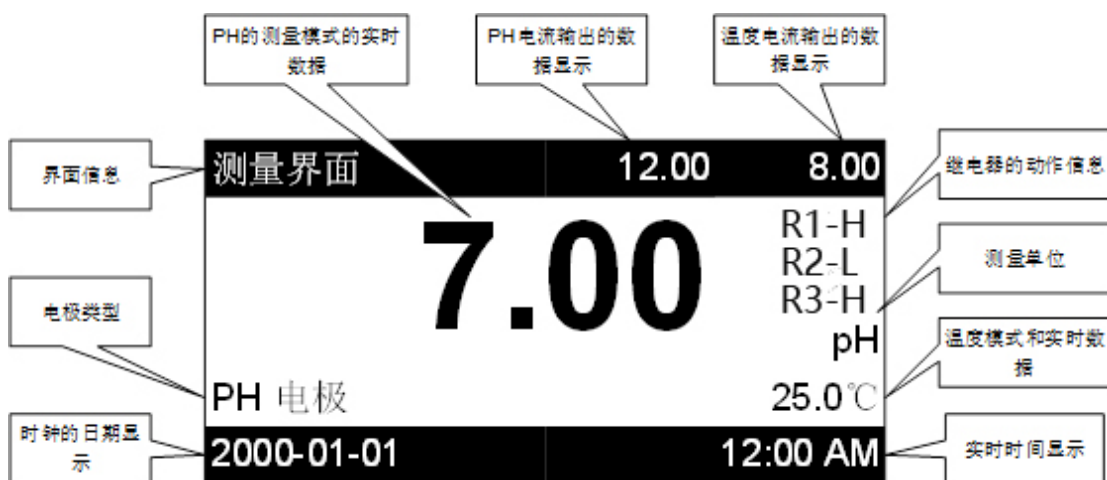 PH的测量模式的实时
数据
PH电流输出的数
据显示
温度电流输出的数
据显示
界面信息
测量界面
12.00
8.00
继电器的动作信息
7.00
R1-H
R2-L
R3-H
测量单位
pH
电极类型
温度模式和实时数
据
PH 电极
25.0℃
时钟的日期显
示
2000-01-01
12:00 AM
实时时间显示